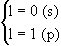 l = 0 (s)
l = 1 (p)